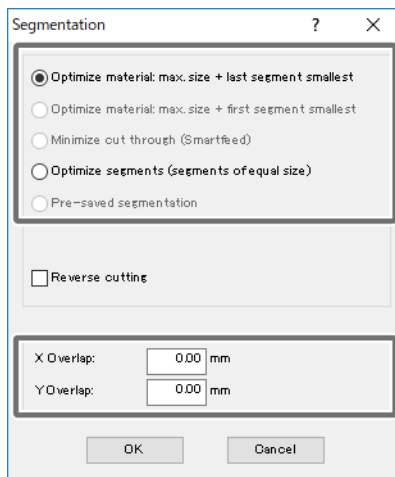 Segmentation ? ×
Optimize material: max. size + last segment smallest
Optimize material: max. size + first segment smallest
Minimize cut through (Smartfeed)
Optimize segments (segments of equal size)
Pre-saved segmentation
Reverse cutting
X Overlap: 0.00 mm
Y Overlap: 0.00 mm
OK Cancel